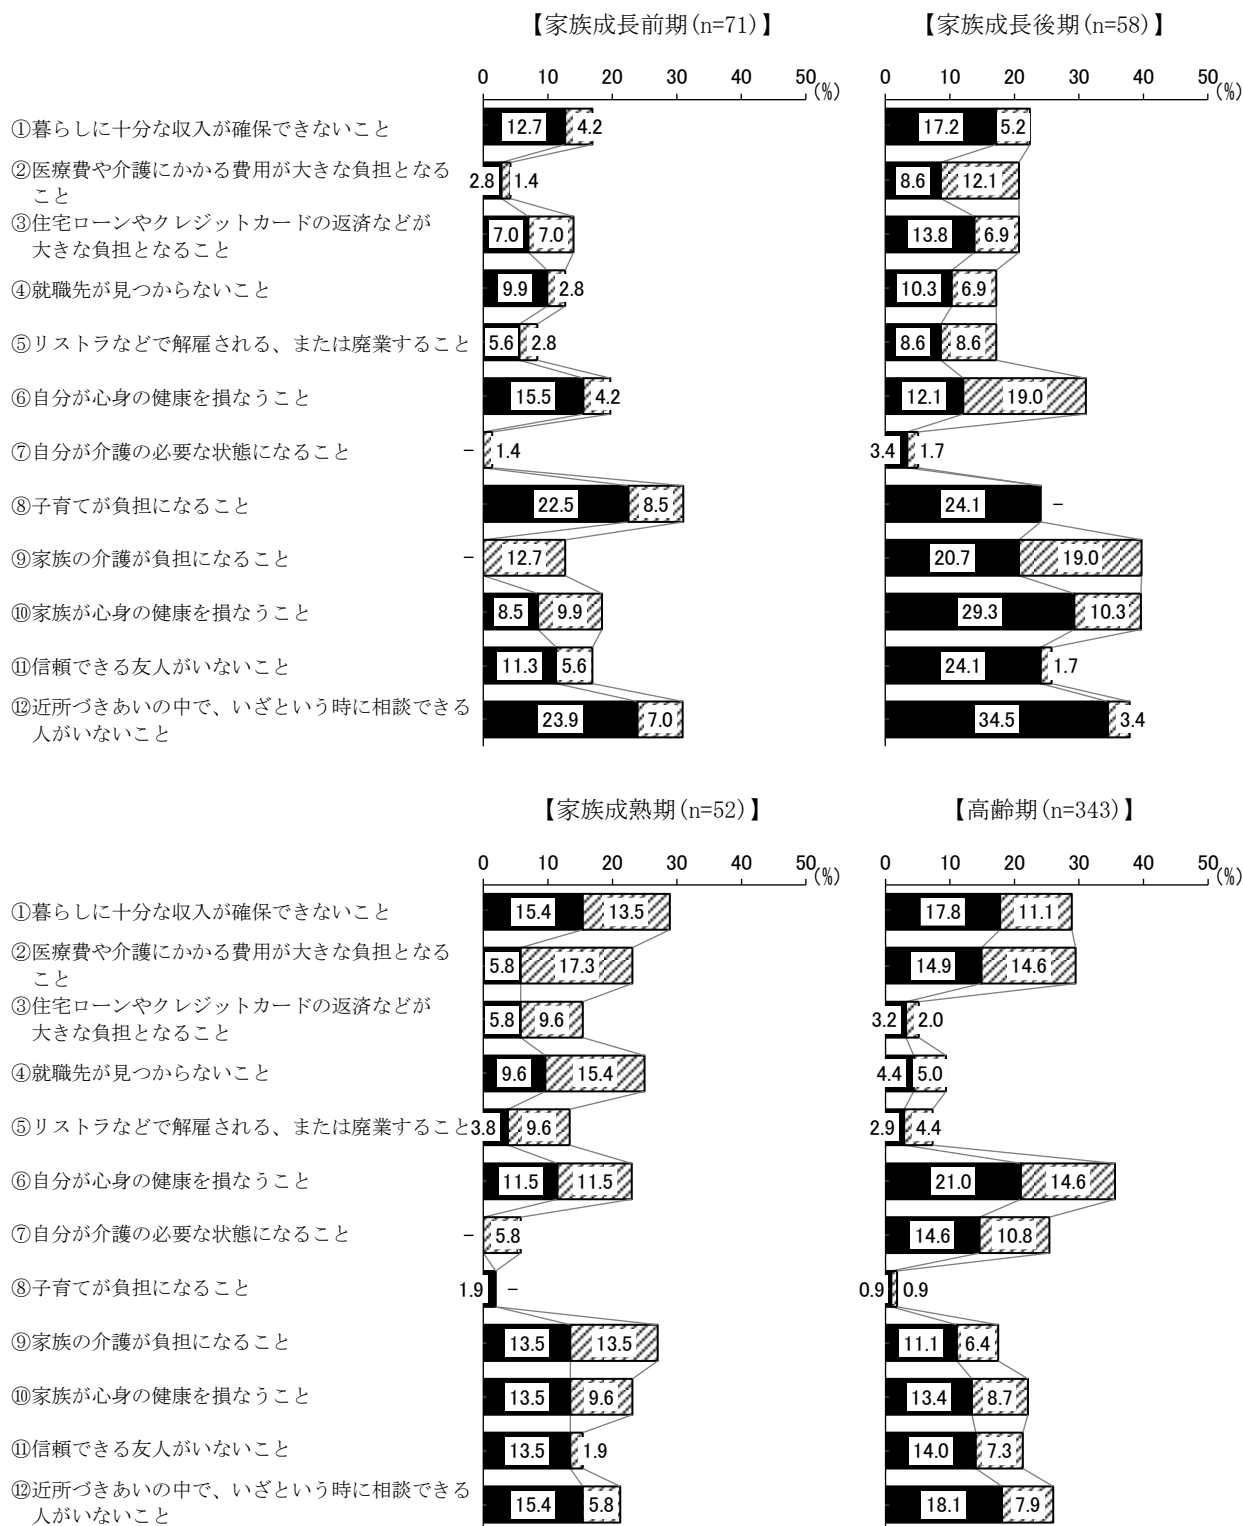 【家族成長前期(n=71)】 【家族成長後期(n=58)】
0 10 20 30 40 50 (%) 0 10 20 30 40 50 (%)
①暮らしに十分な収入が確保できないこと 12.7 4.2 17.2 5.2
②医療費や介護にかかる費用が大きな負担となる
こと 2.8 1.4 8.6 12.1
③住宅ローンやクレジットカードの返済などが
大きな負担となること 7.0 7.0 13.8 6.9
④就職先が見つからないこと 9.9 2.8 10.3 6.9
⑤リストラなどで解雇される、または廃業すること 5.6 2.8 8.6 8.6
⑥自分が心身の健康を損なうこと 15.5 4.2 12.1 19.0
⑦自分が介護の必要な状態になること - 1.4 3.4 1.7
⑧子育てが負担になること 22.5 8.5 24.1 -
⑨家族の介護が負担になること - 12.7 20.7 19.0
⑩家族が心身の健康を損なうこと 8.5 9.9 29.3 10.3
⑪信頼できる友人がいないこと 11.3 5.6 24.1 1.7
⑫近所づきあいの中で、いざという時に相談できる
人がいないこと 23.9 7.0 34.5 3.4
【家族成熟期(n=52)】 【高齢期(n=343)】
0 10 20 30 40 50 (%) 0 10 20 30 40 50 (%)
①暮らしに十分な収入が確保できないこと 15.4 13.5 17.8 11.1
②医療費や介護にかかる費用が大きな負担となる
こと 5.8 17.3 14.9 14.6
③住宅ローンやクレジットカードの返済などが
大きな負担となること 5.8 9.6 3.2 2.0
④就職先が見つからないこと 9.6 15.4 4.4 5.0
⑤リストラなどで解雇される、または廃業すること 3.8 9.6 2.9 4.4
⑥自分が心身の健康を損なうこと 11.5 11.5 21.0 14.6
⑦自分が介護の必要な状態になること - 5.8 14.6 10.8
⑧子育てが負担になること 1.9 - 0.9 0.9
⑨家族の介護が負担になること 13.5 13.5 11.1 6.4
⑩家族が心身の健康を損なうこと 13.5 9.6 13.4 8.7
⑪信頼できる友人がいないこと 13.5 1.9 14.0 7.3
⑫近所づきあいの中で、いざという時に相談できる
人がいないこと 15.4 5.8 18.1 7.9